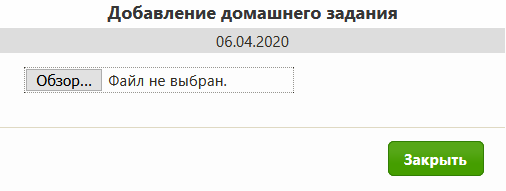 Добавление домашнего задания
06.04.2020
Обзор... Файл не выбран.
Закрыть